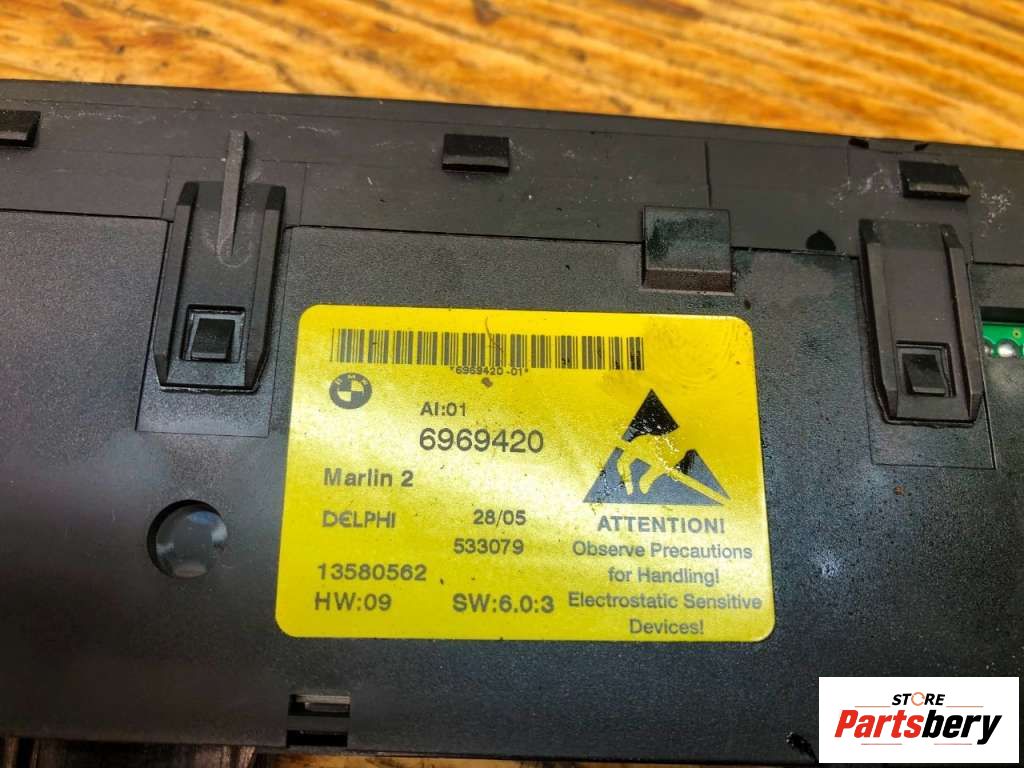 *6969420-01*
BMW
AI:01
6969420
Marlin 2
DELPHI 28/05
533079
13580562
HW:09 SW:6.0:3
ATTENTION!
Observe Precautions
for Handling!
Electrostatic Sensitive
Devices!
STORE
Partsbery